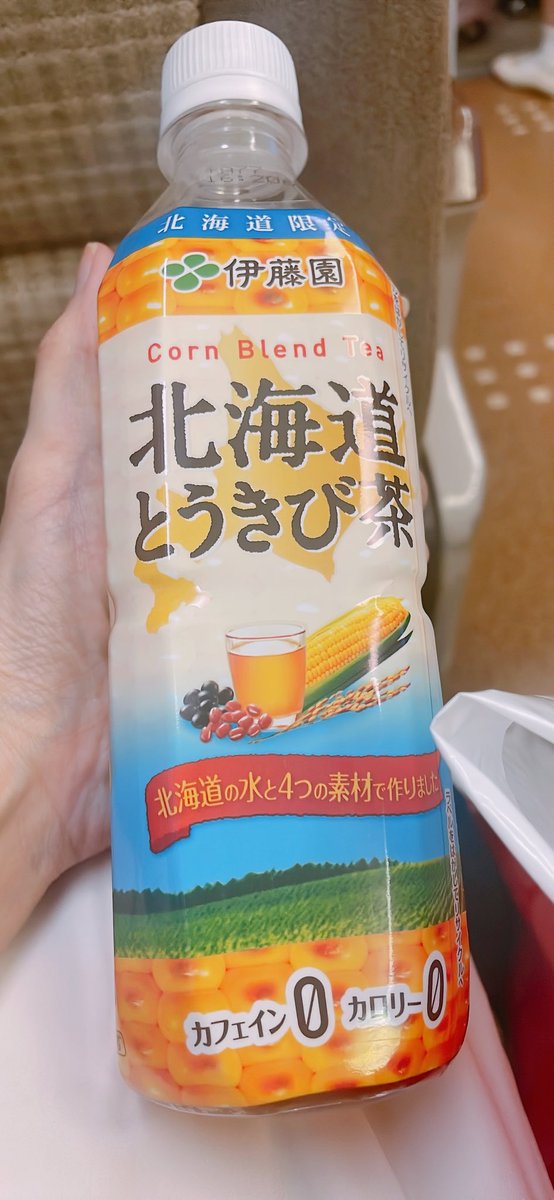 北海道限定
伊藤園
Corn Blend Tea
北海道
とうきび茶
北海道の水と4つの素材で作りました
カフェイン0 カロリー0